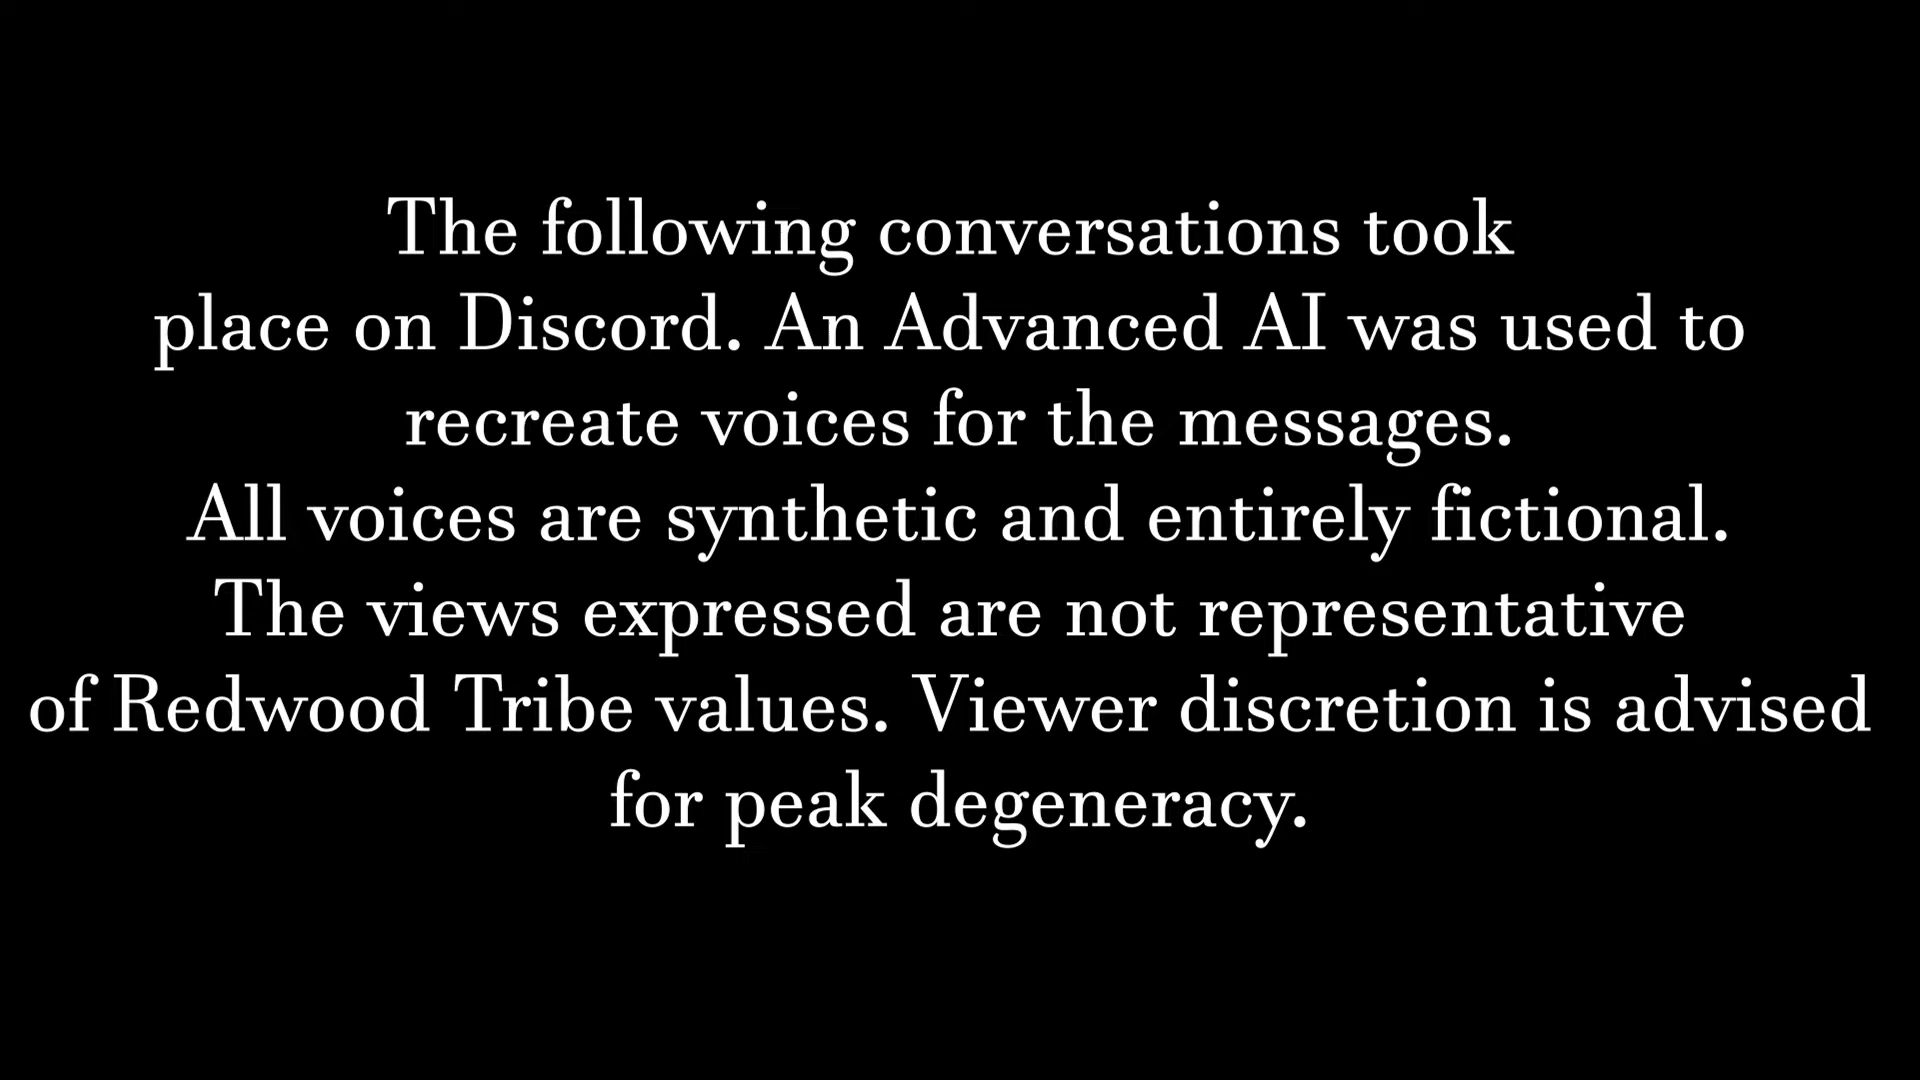 The following conversations took
place on Discord. An Advanced AI was used to
recreate voices for the messages.
All voices are synthetic and entirely fictional.
The views expressed are not representative
of Redwood Tribe values. Viewer discretion is advised
for peak degeneracy.